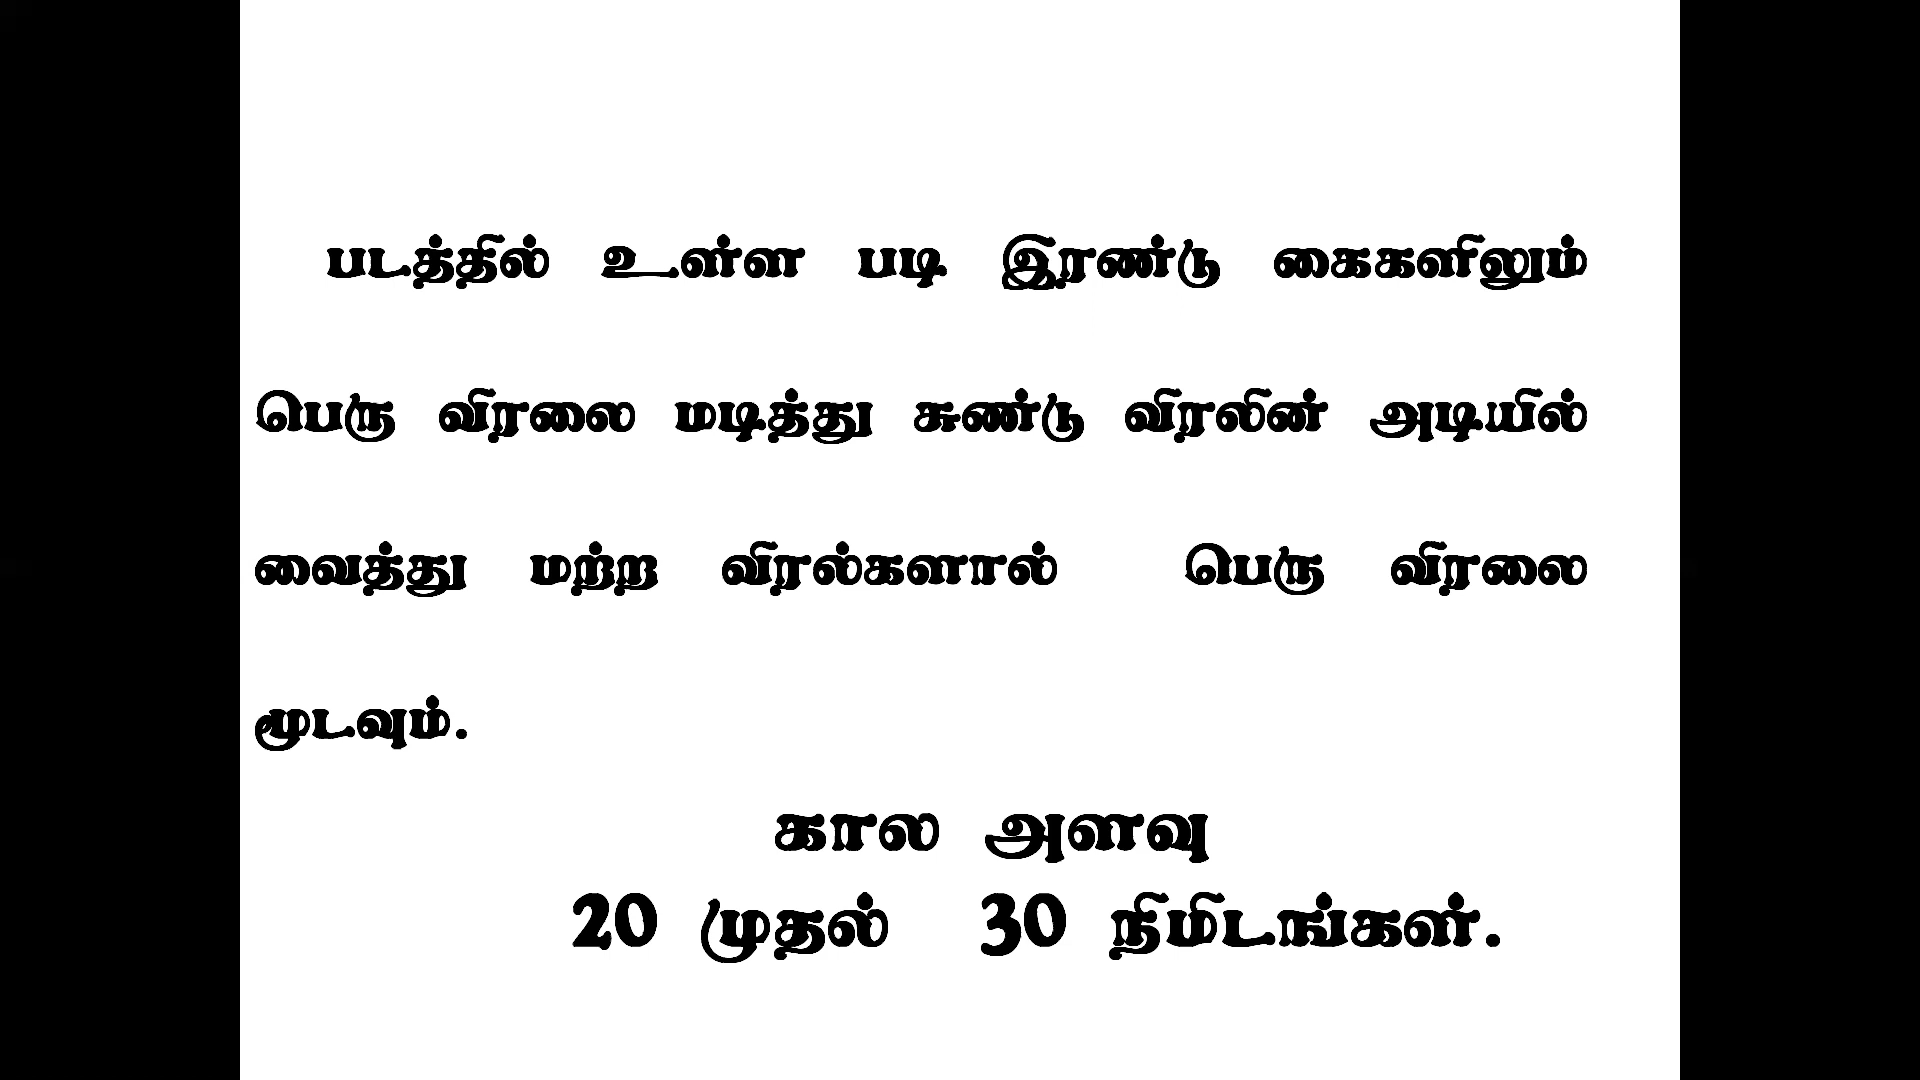 படத்தில் உள்ள படி இரண்டு கைகளிலும்
பெரு விரலை மடித்து சுண்டு விரலின் அடியில்
வைத்து மற்ற விரல்களால் பெரு விரலை
மூடவும்.
கால அளவு
20 முதல் 30 நிமிடங்கள்.